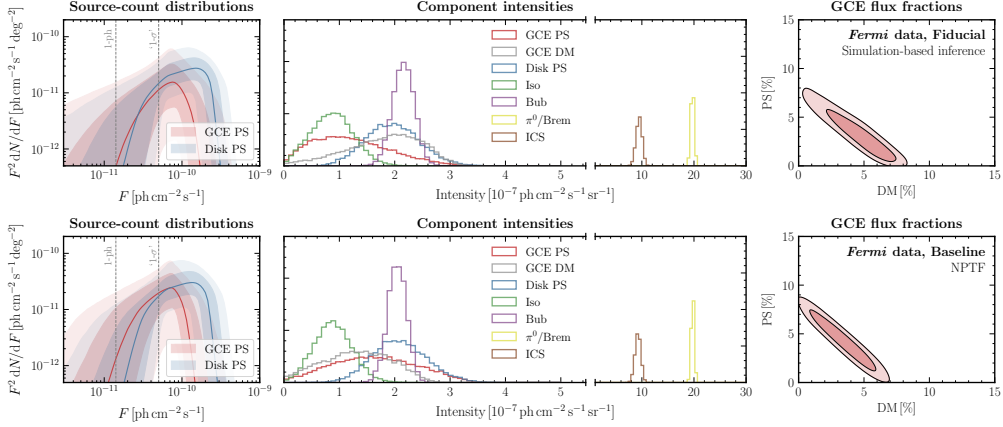 Source-count distributions
Component intensities
GCE flux fractions
F² dN/dF [ph cm⁻² s⁻¹ deg⁻²]
10⁻¹⁰
10⁻¹¹
10⁻¹²
1-ph
'1-σ'
GCE PS
Disk PS
10⁻¹¹
10⁻¹⁰
10⁻⁹
F [ph cm⁻² s⁻¹]
GCE PS
GCE DM
Disk PS
Iso
Bub
π⁰/Brem
ICS
0
1
2
3
4
5
10
20
30
Intensity [10⁻⁷ ph cm⁻² s⁻¹ sr⁻¹]
Fermi data, Fiducial
Simulation-based inference
PS [%]
15
10
5
0
0
5
10
15
DM [%]
Source-count distributions
Component intensities
GCE flux fractions
F² dN/dF [ph cm⁻² s⁻¹ deg⁻²]
10⁻¹⁰
10⁻¹¹
10⁻¹²
1-ph
'1-σ'
GCE PS
Disk PS
10⁻¹¹
10⁻¹⁰
10⁻⁹
F [ph cm⁻² s⁻¹]
GCE PS
GCE DM
Disk PS
Iso
Bub
π⁰/Brem
ICS
1
2
3
4
5
10
20
30
Intensity [10⁻⁷ ph cm⁻² s⁻¹ sr⁻¹]
Fermi data, Baseline
NPTF
PS [%]
15
10
5
0
0
5
10
15
DM [%]